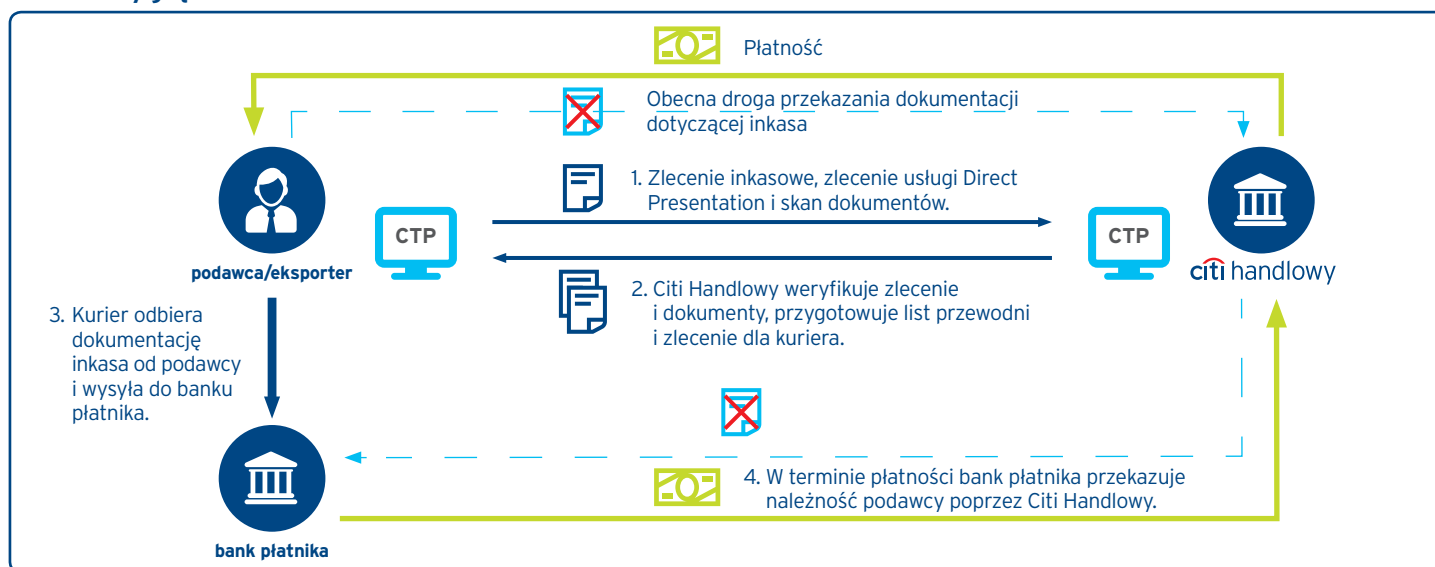 Płatność
Obecna droga przekazania dokumentacji
dotyczącej inkasa
1. Zlecenie inkasowe, zlecenie usługi Direct
Presentation i skan dokumentów.
CTP
CTP
podawca/eksporter
citi handlowy
2. Citi Handlowy weryfikuje zlecenie
i dokumenty, przygotowuje list przewodni
i zlecenie dla kuriera.
3. Kurier odbiera
dokumentację
inkasa od podawcy
i wysyła do banku
płatnika.
4. W terminie płatności bank płatnika przekazuje
należność podawcy poprzez Citi Handlowy.
bank płatnika